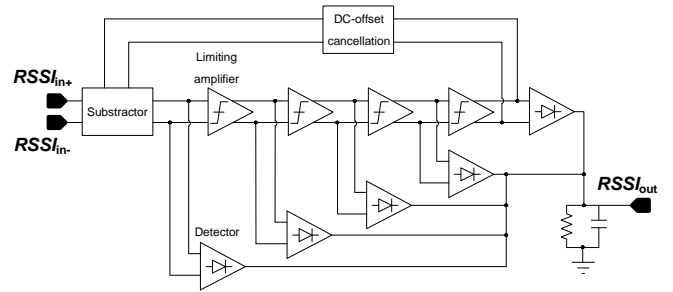 DC-offset
cancellation
Limiting
amplifier
RSSIin+
Substractor
RSSIin-
RSSIout
Detector